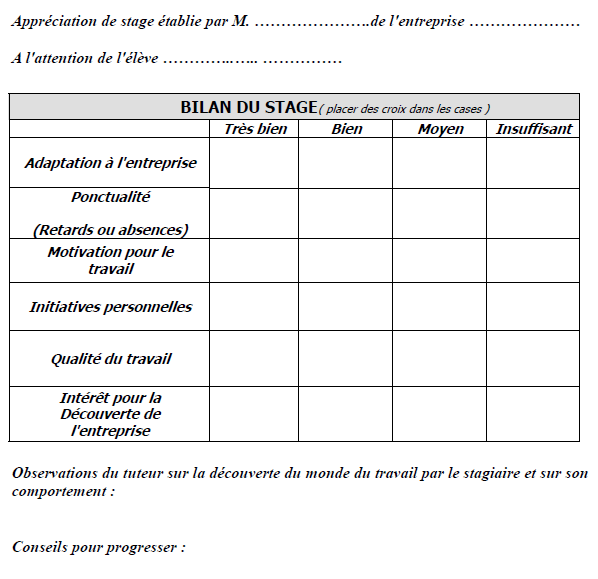 Appréciation de stage établie par M. ………………….de l'entreprise …………………
A l'attention de l'élève …………..….. ……………
BILAN DU STAGE( placer des croix dans les cases )
Très bien Bien Moyen Insuffisant
Adaptation à l'entreprise
Ponctualité
(Retards ou absences)
Motivation pour le
travail
Initiatives personnelles
Qualité du travail
Intérêt pour la
Découverte de
l'entreprise
Observations du tuteur sur la découverte du monde du travail par le stagiaire et sur son
comportement :
Conseils pour progresser :